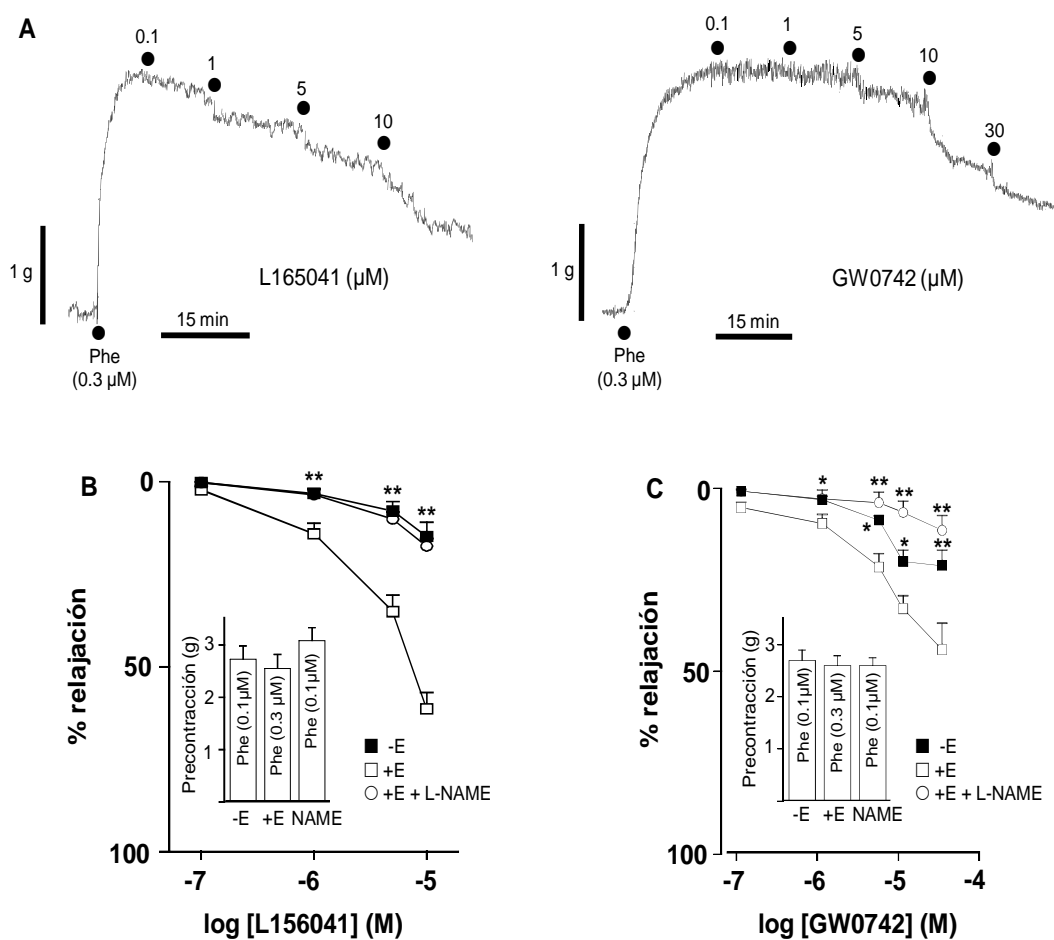 A
0.1
1
5
10
1 g
L165041 (µM)
15 min
Phe
(0.3 µM)
0.1
1
5
10
30
1 g
GW0742 (µM)
15 min
Phe
(0.3 µM)
B
0
50
100
% relajación
**
**
**
Precontracción (g)
3
2
1
Phe (0.1µM)
Phe (0.3 µM)
Phe (0.1µM)
-E
+E
NAME
-E
+E
+E + L-NAME
-7
-6
-5
log [L156041] (M)
C
0
50
100
% relajación
*
**
**
**
*
*
**
Precontracción (g)
3
2
1
Phe (0.1µM)
Phe (0.3 µM)
Phe (0.1µM)
-E
+E
NAME
-E
+E
+E + L-NAME
-7
-6
-5
-4
log [GW0742] (M)